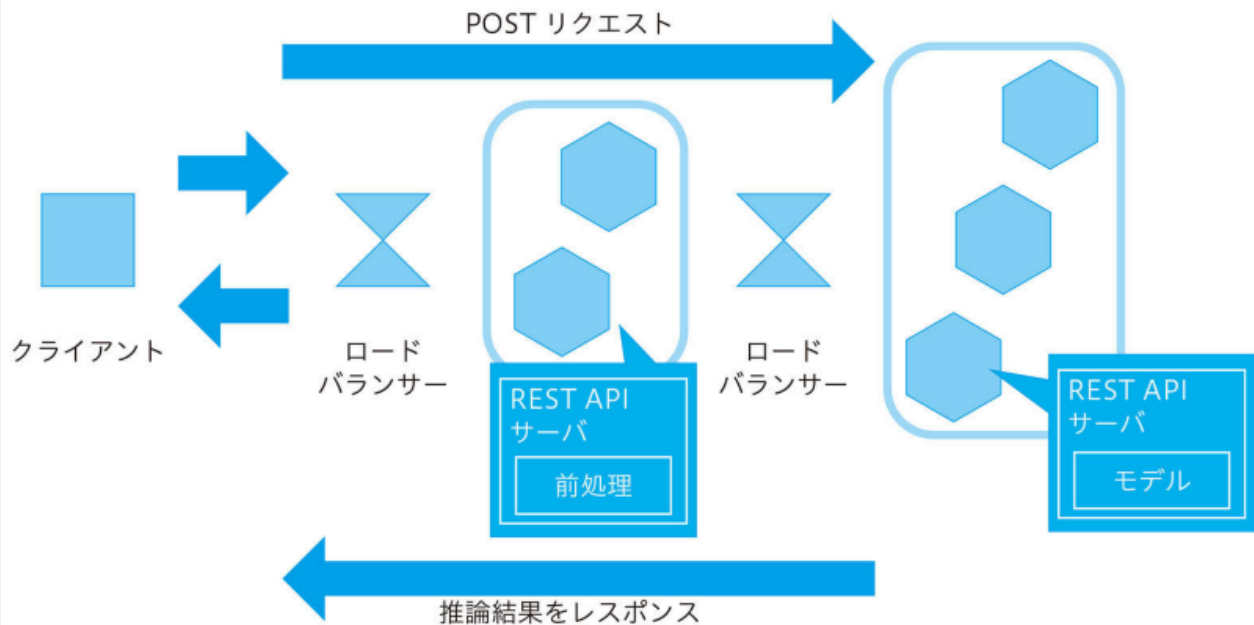 POST リクエスト
クライアント
ロード
バランサー
REST API
サーバ
前処理
ロード
バランサー
REST API
サーバ
モデル
推論結果をレスポンス